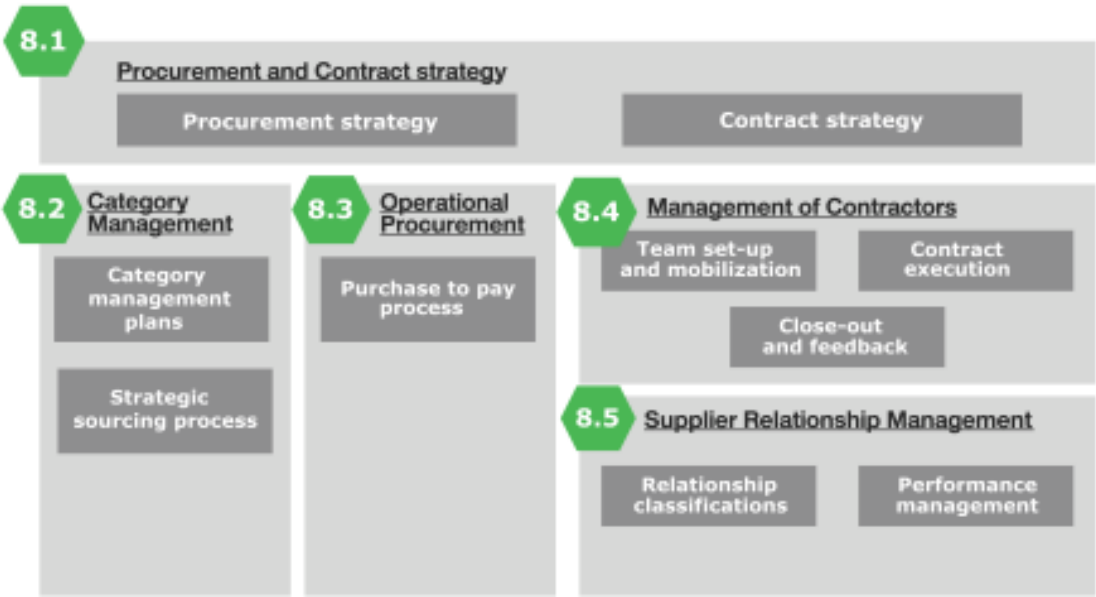 8.1
Procurement and Contract strategy
Procurement strategy
Contract strategy
8.2
Category
Management
Category
management
plans
Strategic
sourcing process
8.3
Operational
Procurement
Purchase to pay
process
8.4
Management of Contractors
Team set-up
and mobilization
Contract
execution
Close-out
and feedback
8.5
Supplier Relationship Management
Relationship
classifications
Performance
management